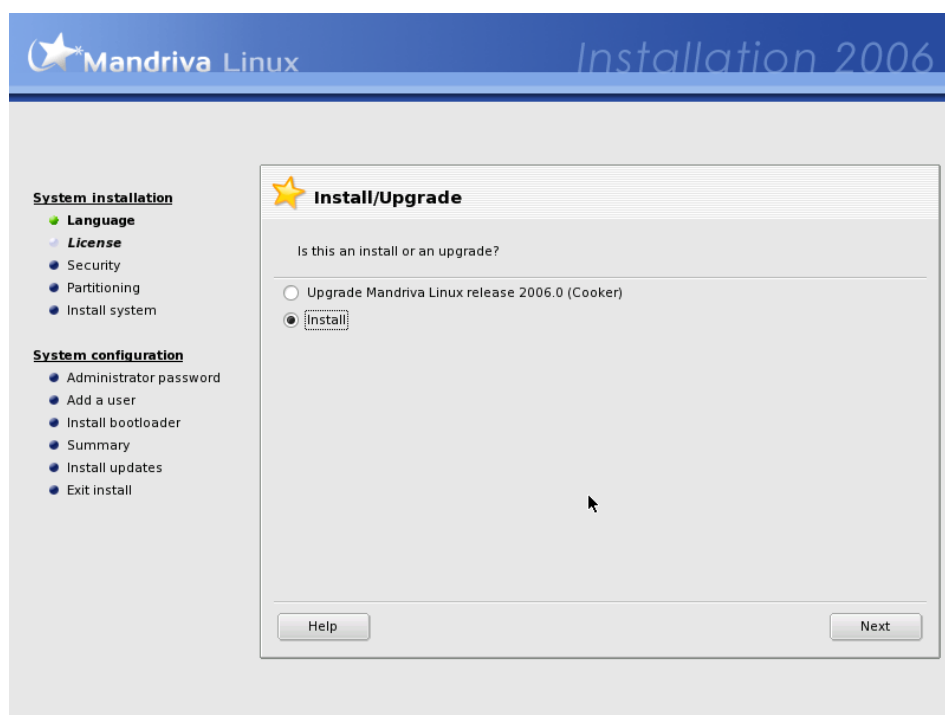 Mandriva Linux
Installation 2006
System installation
Language
License
Security
Partitioning
Install system
System configuration
Administrator password
Add a user
Install bootloader
Summary
Install updates
Exit install
Install/Upgrade
Is this an install or an upgrade?
Upgrade Mandriva Linux release 2006.0 (Cooker)
Install
Help
Next